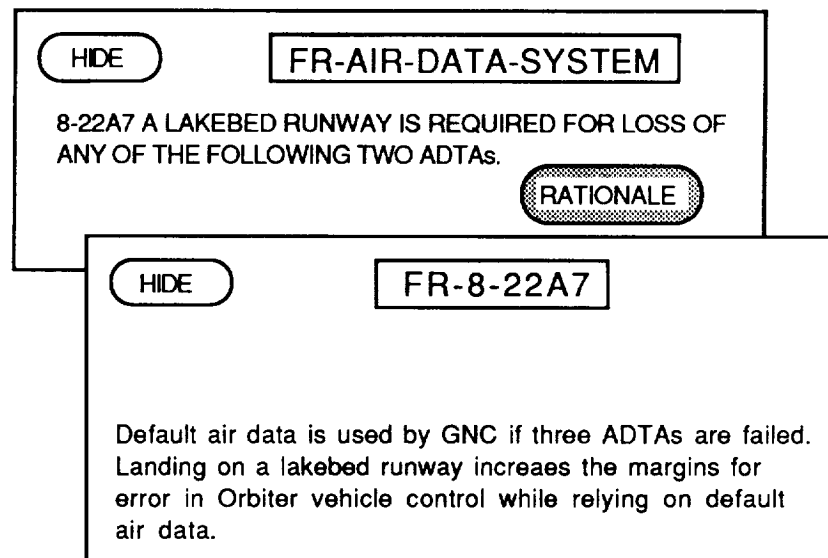 HIDE
FR-AIR-DATA-SYSTEM
8-22A7 A LAKEBED RUNWAY IS REQUIRED FOR LOSS OF
ANY OF THE FOLLOWING TWO ADTAs.
RATIONALE
HIDE
FR-8-22A7
Default air data is used by GNC if three ADTAs are failed.
Landing on a lakebed runway increaes the margins for
error in Orbiter vehicle control while relying on default
air data.